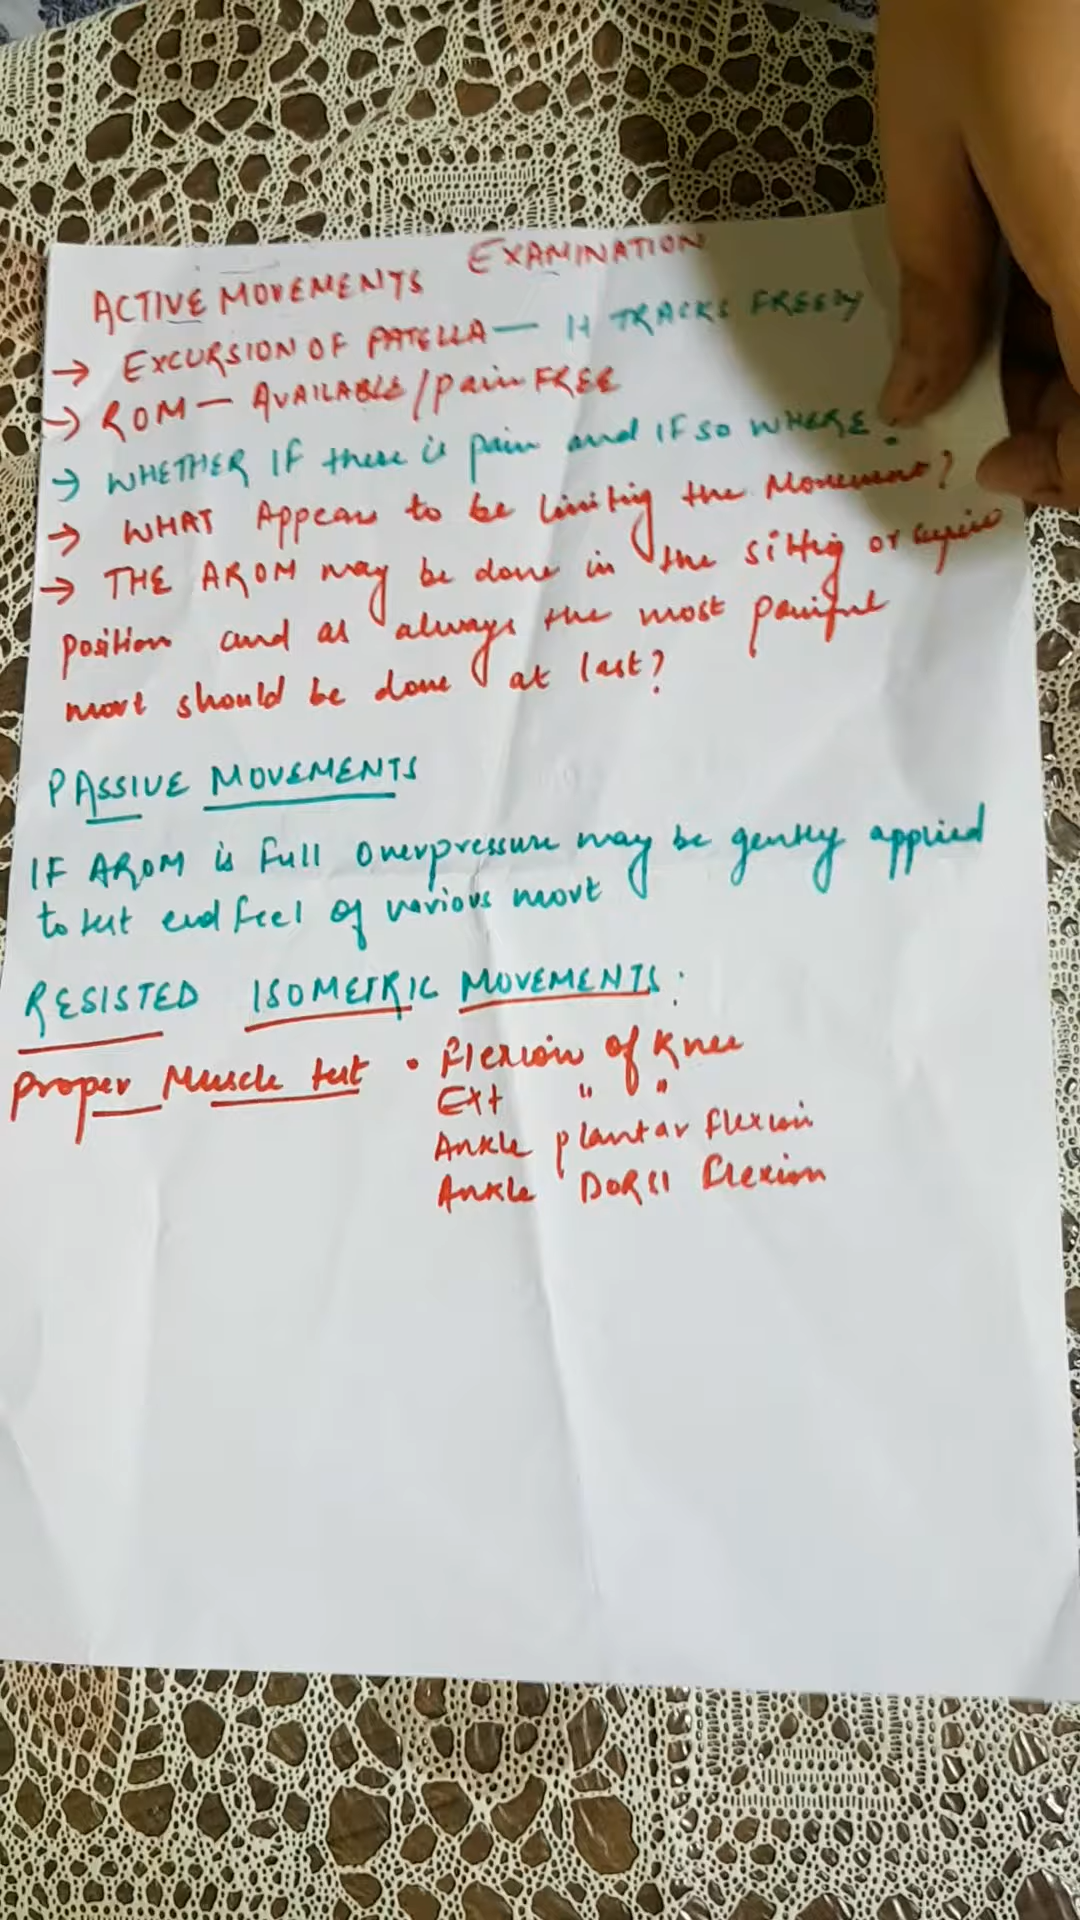 EXAMINATION
ACTIVE MOVEMENTS
→ EXCURSION OF PATELLA — It TRACKS FREELY
→ ROM — AVAILABLE/pain FREE
→ WHETHER IF there is pain and IF SO WHERE?
→ WHAT Appears to be limiting the Movement?
→ THE AROM may be done in the sitting or supine
position and as always the most painful
movt should be done at last?
PASSIVE MOVEMENTS
IF AROM is full overpressure may be gently applied
to test end feel of various movt
RESISTED ISOMETRIC MOVEMENTS:
Proper Muscle test • flexion of Knee
Ext " "
Ankle plantar flexion
Ankle DORSI flexion